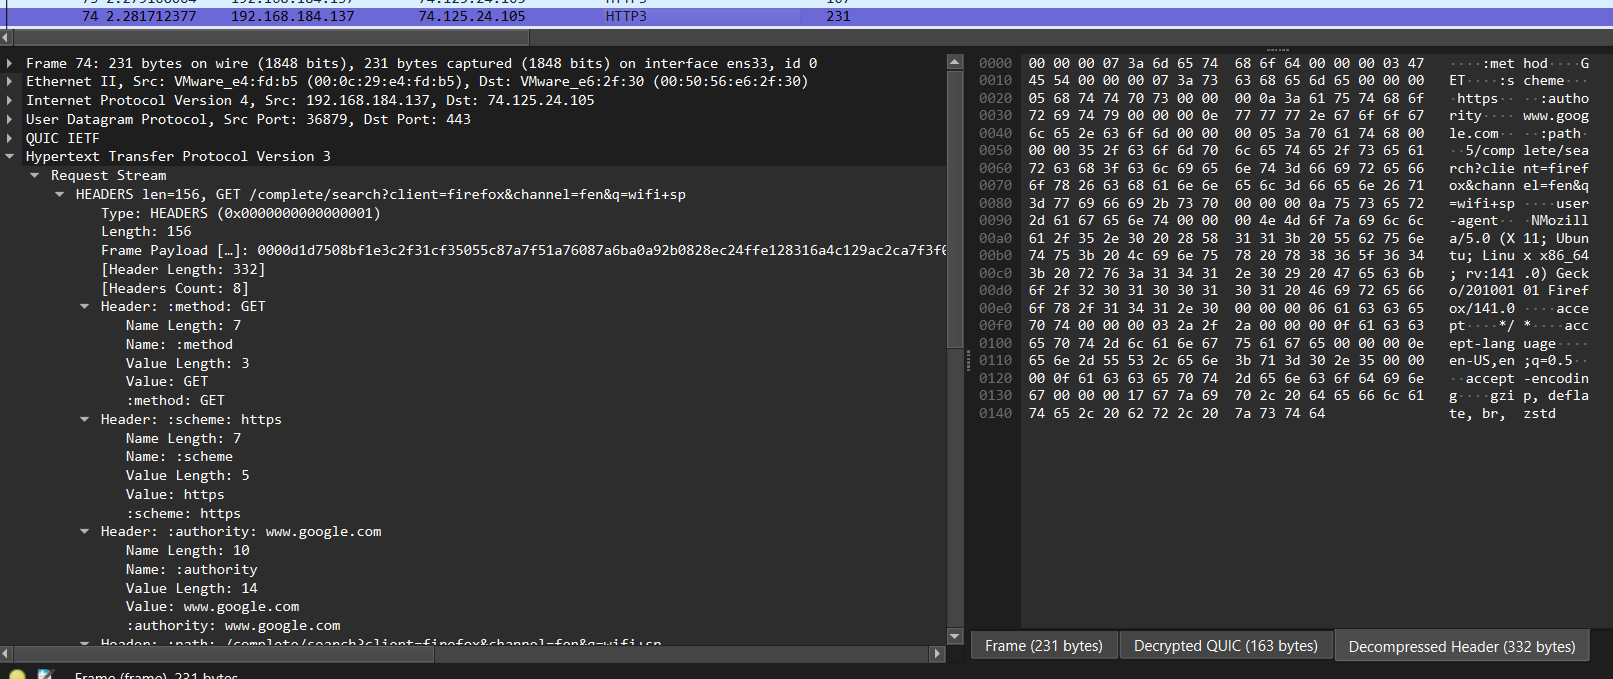 74 2.281712377 192.168.184.137 74.125.24.105 HTTP3 231
Frame 74: 231 bytes on wire (1848 bits), 231 bytes captured (1848 bits) on interface ens33, id 0
Ethernet II, Src: VMware_e4:fd:b5 (00:0c:29:e4:fd:b5), Dst: VMware_e6:2f:30 (00:50:56:e6:2f:30)
Internet Protocol Version 4, Src: 192.168.184.137, Dst: 74.125.24.105
User Datagram Protocol, Src Port: 36879, Dst Port: 443
QUIC IETF
Hypertext Transfer Protocol Version 3
Request Stream
HEADERS len=156, GET /complete/search?client=firefox&channel=fen&q=wifi+sp
Type: HEADERS (0x0000000000000001)
Length: 156
Frame Payload […]: 0000d1d7508bf1e3c2f31cf35055c87a7f51a76087a6ba0a92b0828ec24ffe128316a4c129ac2ca7f3f0
[Header Length: 332]
[Headers Count: 8]
Header: :method: GET
Name Length: 7
Name: :method
Value Length: 3
Value: GET
:method: GET
Header: :scheme: https
Name Length: 7
Name: :scheme
Value Length: 5
Value: https
:scheme: https
Header: :authority: www.google.com
Name Length: 10
Name: :authority
Value Length: 14
Value: www.google.com
:authority: www.google.com
Header: :path: /complete/search?client=firefox&channel=fen&q=wifi+sp
0000 00 00 00 07 3a 6d 65 74 68 6f 64 00 00 00 03 47 ····:met hod····G
0010 45 54 00 00 00 07 3a 73 63 68 65 6d 65 00 00 00 ET····:s cheme···
0020 05 68 74 74 70 73 00 00 00 0a 3a 61 75 74 68 6f ·https·· ··:autho
0030 72 69 74 79 00 00 00 0e 77 77 77 2e 67 6f 6f 67 rity···· www.goog
0040 6c 65 2e 63 6f 6d 00 00 00 05 3a 70 61 74 68 00 le.com·· ··:path·
0050 00 00 35 2f 63 6f 6d 70 6c 65 74 65 2f 73 65 61 ··5/comp lete/sea
0060 72 63 68 3f 63 6c 69 65 6e 74 3d 66 69 72 65 66 rch?clie nt=firef
0070 6f 78 26 63 68 61 6e 6e 65 6c 3d 66 65 6e 26 71 ox&chann el=fen&q
0080 3d 77 69 66 69 2b 73 70 00 00 00 0a 75 73 65 72 =wifi+sp ····user
0090 2d 61 67 65 6e 74 00 00 00 4e 4d 6f 7a 69 6c 6c -agent·· ·NMozill
00a0 61 2f 35 2e 30 20 28 58 31 31 3b 20 55 62 75 6e a/5.0 (X 11; Ubun
00b0 74 75 3b 20 4c 69 6e 75 78 20 78 38 36 5f 36 34 tu; Linu x x86_64
00c0 3b 20 72 76 3a 31 34 31 2e 30 29 20 47 65 63 6b ; rv:141 .0) Geck
00d0 6f 2f 32 30 31 30 30 31 30 31 20 46 69 72 65 66 o/201001 01 Firef
00e0 6f 78 2f 31 34 31 2e 30 00 00 00 06 61 63 63 65 ox/141.0 ····acce
00f0 70 74 00 00 00 03 2a 2f 2a 00 00 00 0f 61 63 63 pt····*/ *····acc
0100 65 70 74 2d 6c 61 6e 67 75 61 67 65 00 00 00 0e ept-lang uage····
0110 65 6e 2d 55 53 2c 65 6e 3b 71 3d 30 2e 35 00 00 en-US,en ;q=0.5··
0120 00 0f 61 63 63 65 70 74 2d 65 6e 63 6f 64 69 6e ··accept -encodin
0130 67 00 00 00 17 67 7a 69 70 2c 20 64 65 66 6c 61 g····gzi p, defla
0140 74 65 2c 20 62 72 2c 20 7a 73 74 64 te, br, zstd
Frame (231 bytes) Decrypted QUIC (163 bytes) Decompressed Header (332 bytes)
Frame (frame), 231 bytes